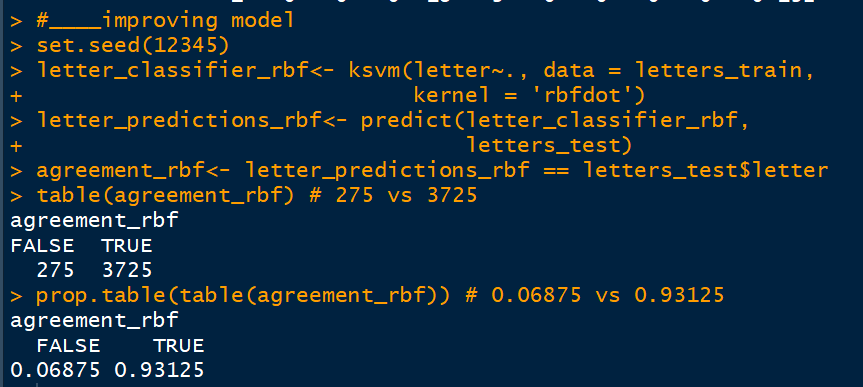 > #____improving model
> set.seed(12345)
> letter_classifier_rbf<- ksvm(letter~., data = letters_train,
+                              kernel = 'rbfdot')
> letter_predictions_rbf<- predict(letter_classifier_rbf,
+                                  letters_test)
> agreement_rbf<- letter_predictions_rbf == letters_test$letter
> table(agreement_rbf) # 275 vs 3725
agreement_rbf
FALSE  TRUE
  275  3725
> prop.table(table(agreement_rbf)) # 0.06875 vs 0.93125
agreement_rbf
  FALSE    TRUE
0.06875 0.93125